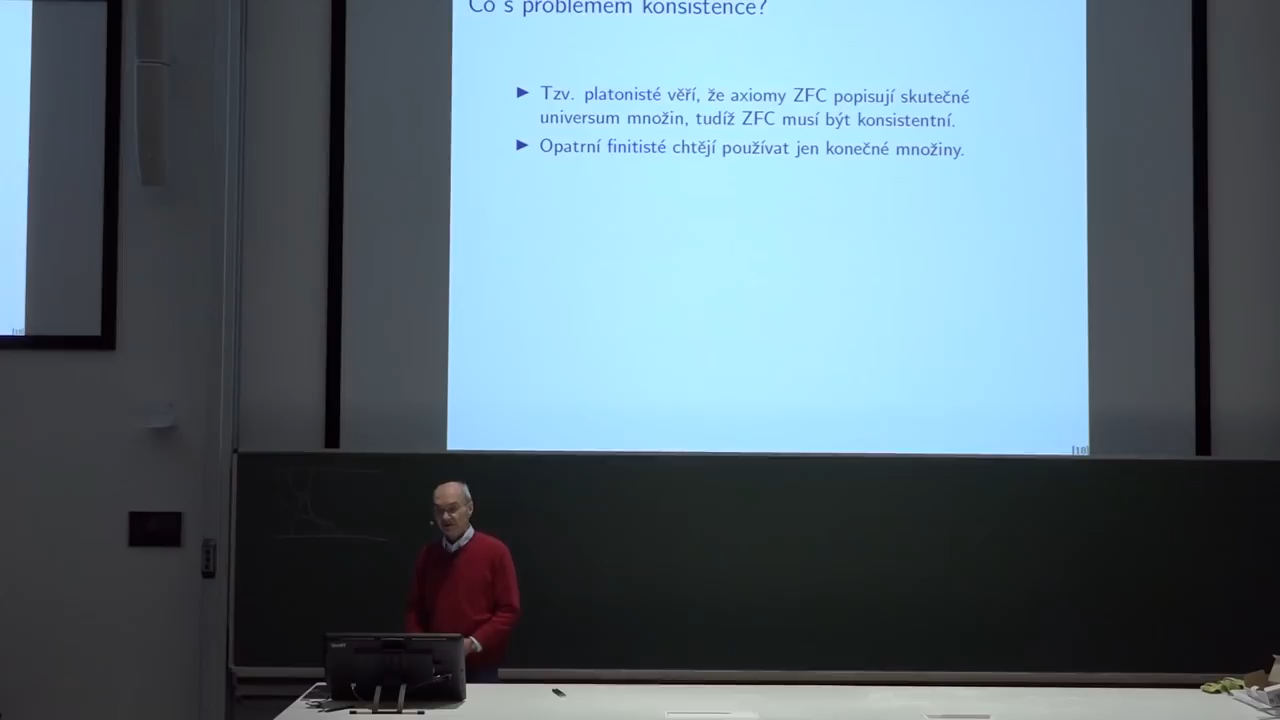 Co s problémem konsistence?
▶ Tzv. platonisté věří, že axiomy ZFC popisují skutečné
universum množin, tudíž ZFC musí být konsistentní.
▶ Opatrní finitisté chtějí používat jen konečné množiny.
[18]